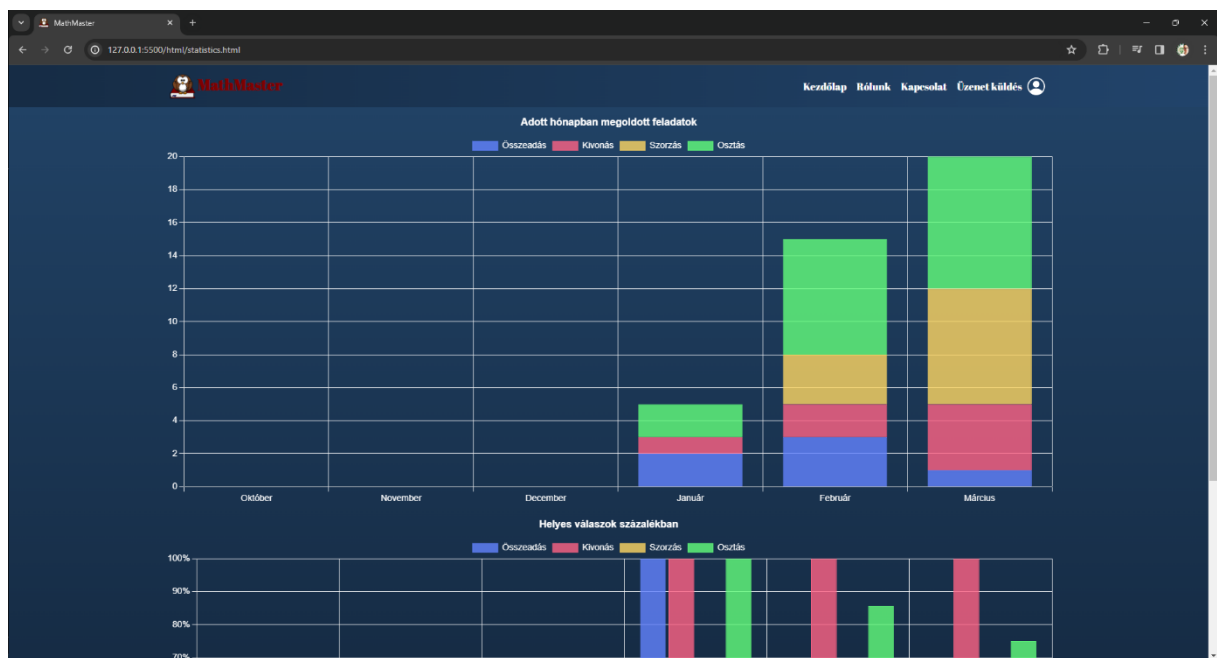 MathMaster
127.0.0.1:5500/html/statistics.html
MathMaster
Kezdőlap Rólunk Kapcsolat Üzenet küldés
Adott hónapban megoldott feladatok
Összeadás Kivonás Szorzás Osztás
20
18
16
14
12
10
8
6
4
2
0
Október November December Január Február Március
Helyes válaszok százalékban
Összeadás Kivonás Szorzás Osztás
100%
90%
80%
70%